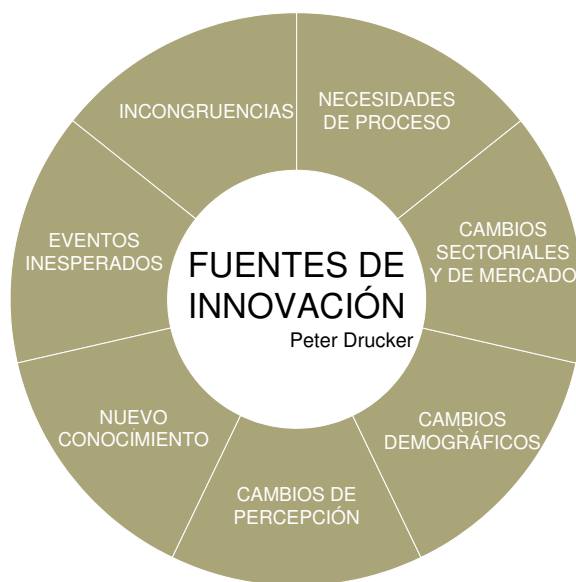 INCONGRUENCIAS
NECESIDADES
DE PROCESO
CAMBIOS
SECTORIALES
Y DE MERCADO
CAMBIOS
DEMOGRÁFICOS
CAMBIOS DE
PERCEPCIÓN
NUEVO
CONOCIMIENTO
EVENTOS
INESPERADOS
FUENTES DE
INNOVACIÓN
Peter Drucker